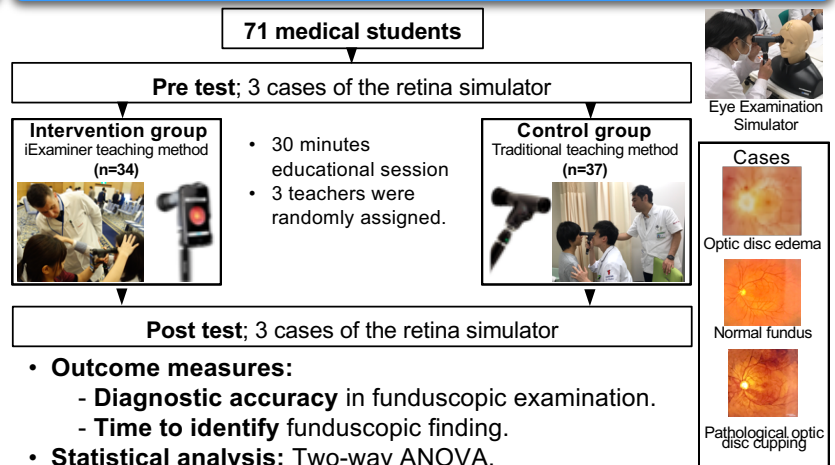 71 medical students
Pre test; 3 cases of the retina simulator
Eye Examination
Simulator
Intervention group
iExaminer teaching method
(n=34)
• 30 minutes
educational session
• 3 teachers were
randomly assigned.
Control group
Traditional teaching method
(n=37)
Cases
Optic disc edema
Normal fundus
Pathological optic
disc cupping
Post test; 3 cases of the retina simulator
• Outcome measures:
- Diagnostic accuracy in funduscopic examination.
- Time to identify funduscopic finding.
• Statistical analysis: Two-way ANOVA.